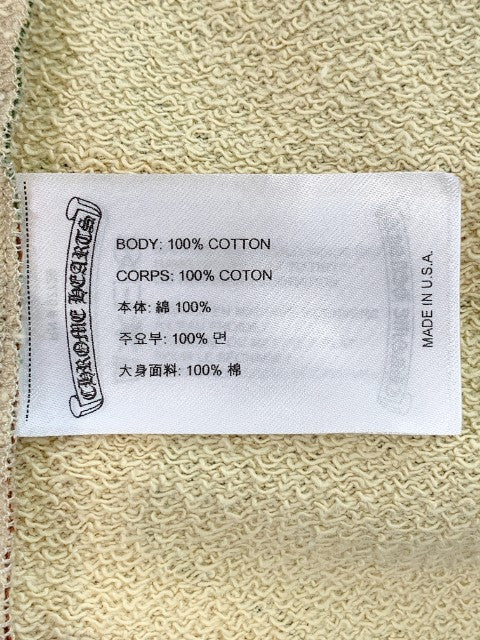 CHROME HEARTS
BODY: 100% COTTON
CORPS: 100% COTON
本体: 綿 100%
주요부: 100% 면
大身面料: 100% 棉
MADE IN U.S.A.